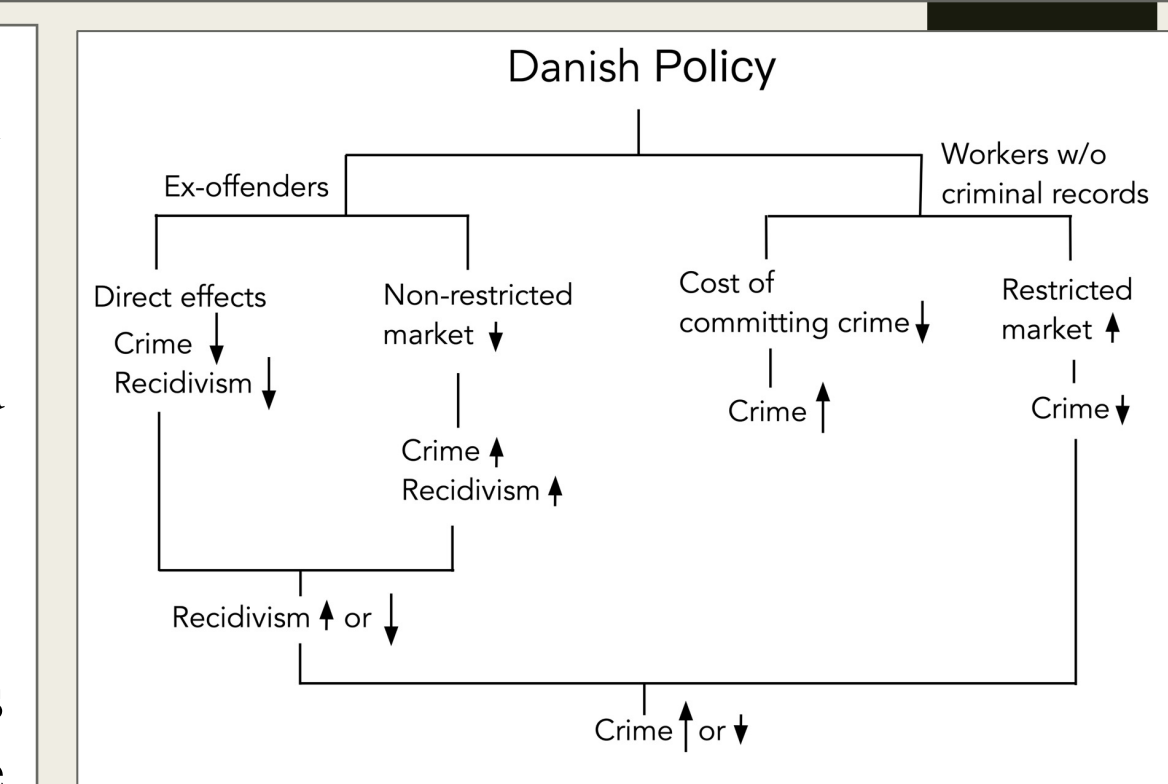 Danish Policy
Ex-offenders
Workers w/o
criminal records
Direct effects
Crime ↓
Recidivism ↓
Non-restricted
market ↓
Crime ↑
Recidivism ↑
Cost of
committing crime ↓
Crime ↑
Restricted
market ↑
Crime ↓
Recidivism ↑ or ↓
Crime ↑ or ↓